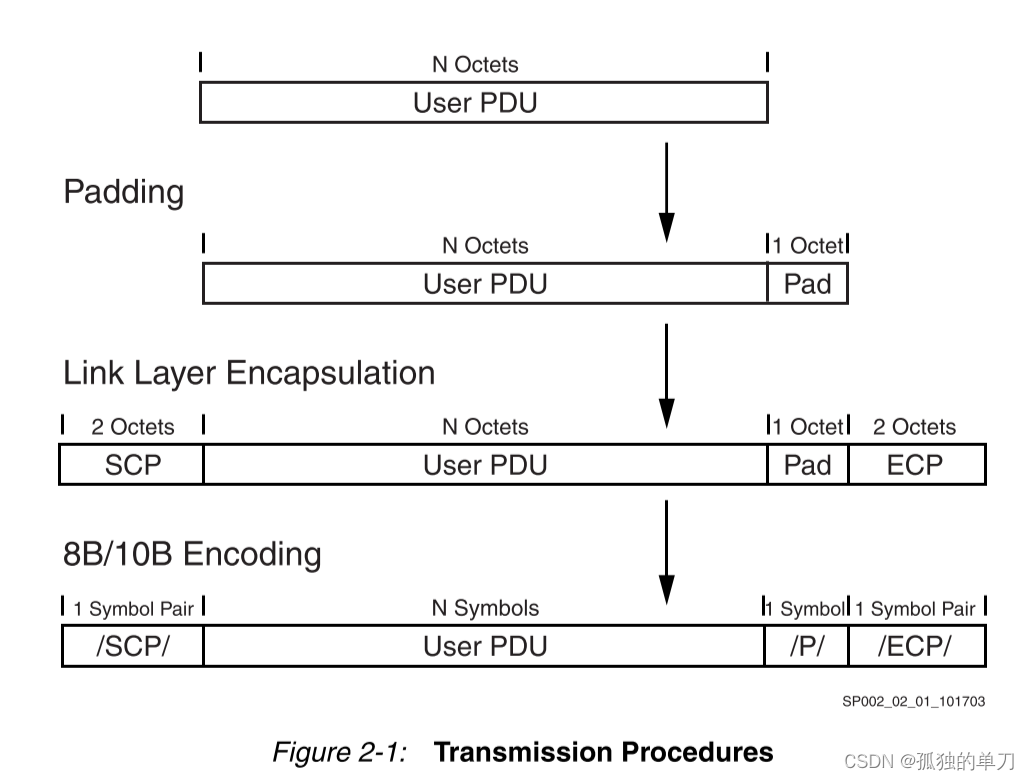 N Octets
User PDU
Padding
N Octets 1 Octet
User PDU Pad
Link Layer Encapsulation
2 Octets N Octets 1 Octet 2 Octets
SCP User PDU Pad ECP
8B/10B Encoding
1 Symbol Pair N Symbols 1 Symbol 1 Symbol Pair
/SCP/ User PDU /P/ /ECP/
SP002_02_01_101703
Figure 2-1: Transmission Procedures
CSDN @孤独的单刀